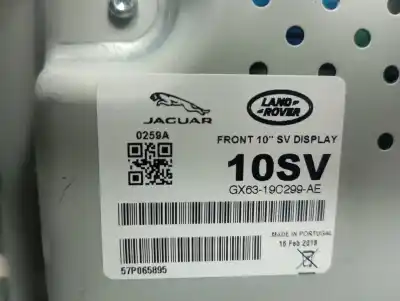 JAGUAR
LAND ROVER
0259A
FRONT 10" SV DISPLAY
10SV
GX63-19C299-AE
MADE IN PORTUGAL
16 Feb 2018
57P065895